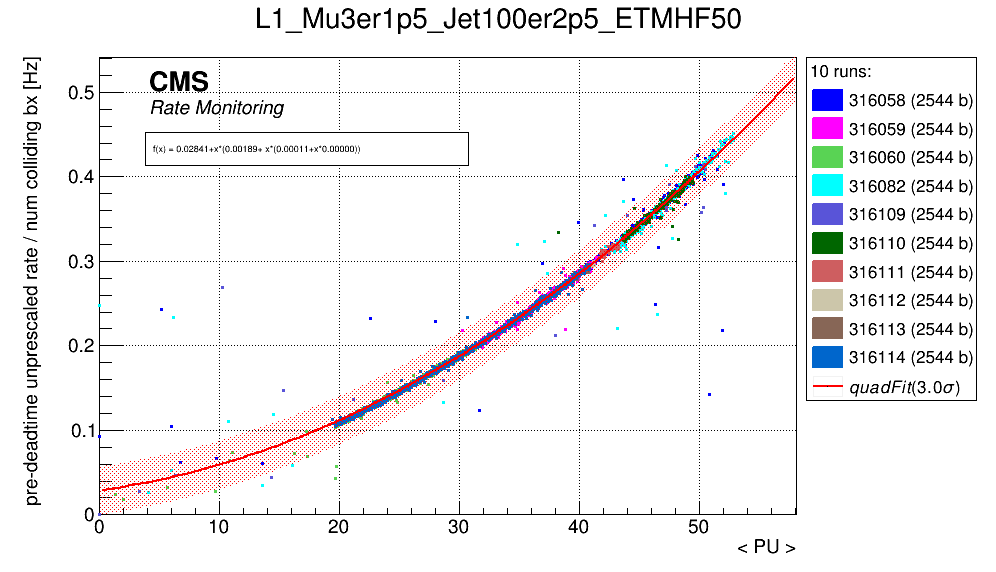 L1_Mu3er1p5_Jet100er2p5_ETMHF50
pre-deadtime unprescaled rate / num colliding bx [Hz]
CMS
Rate Monitoring
f(x) = 0.02841+x*(0.00189+ x*(0.00011+x*0.00000))
0.5
0.4
0.3
0.2
0.1
0
0
10
20
30
40
50
< PU >
10 runs:
316058 (2544 b)
316059 (2544 b)
316060 (2544 b)
316082 (2544 b)
316109 (2544 b)
316110 (2544 b)
316111 (2544 b)
316112 (2544 b)
316113 (2544 b)
316114 (2544 b)
quadFit(3.0σ)